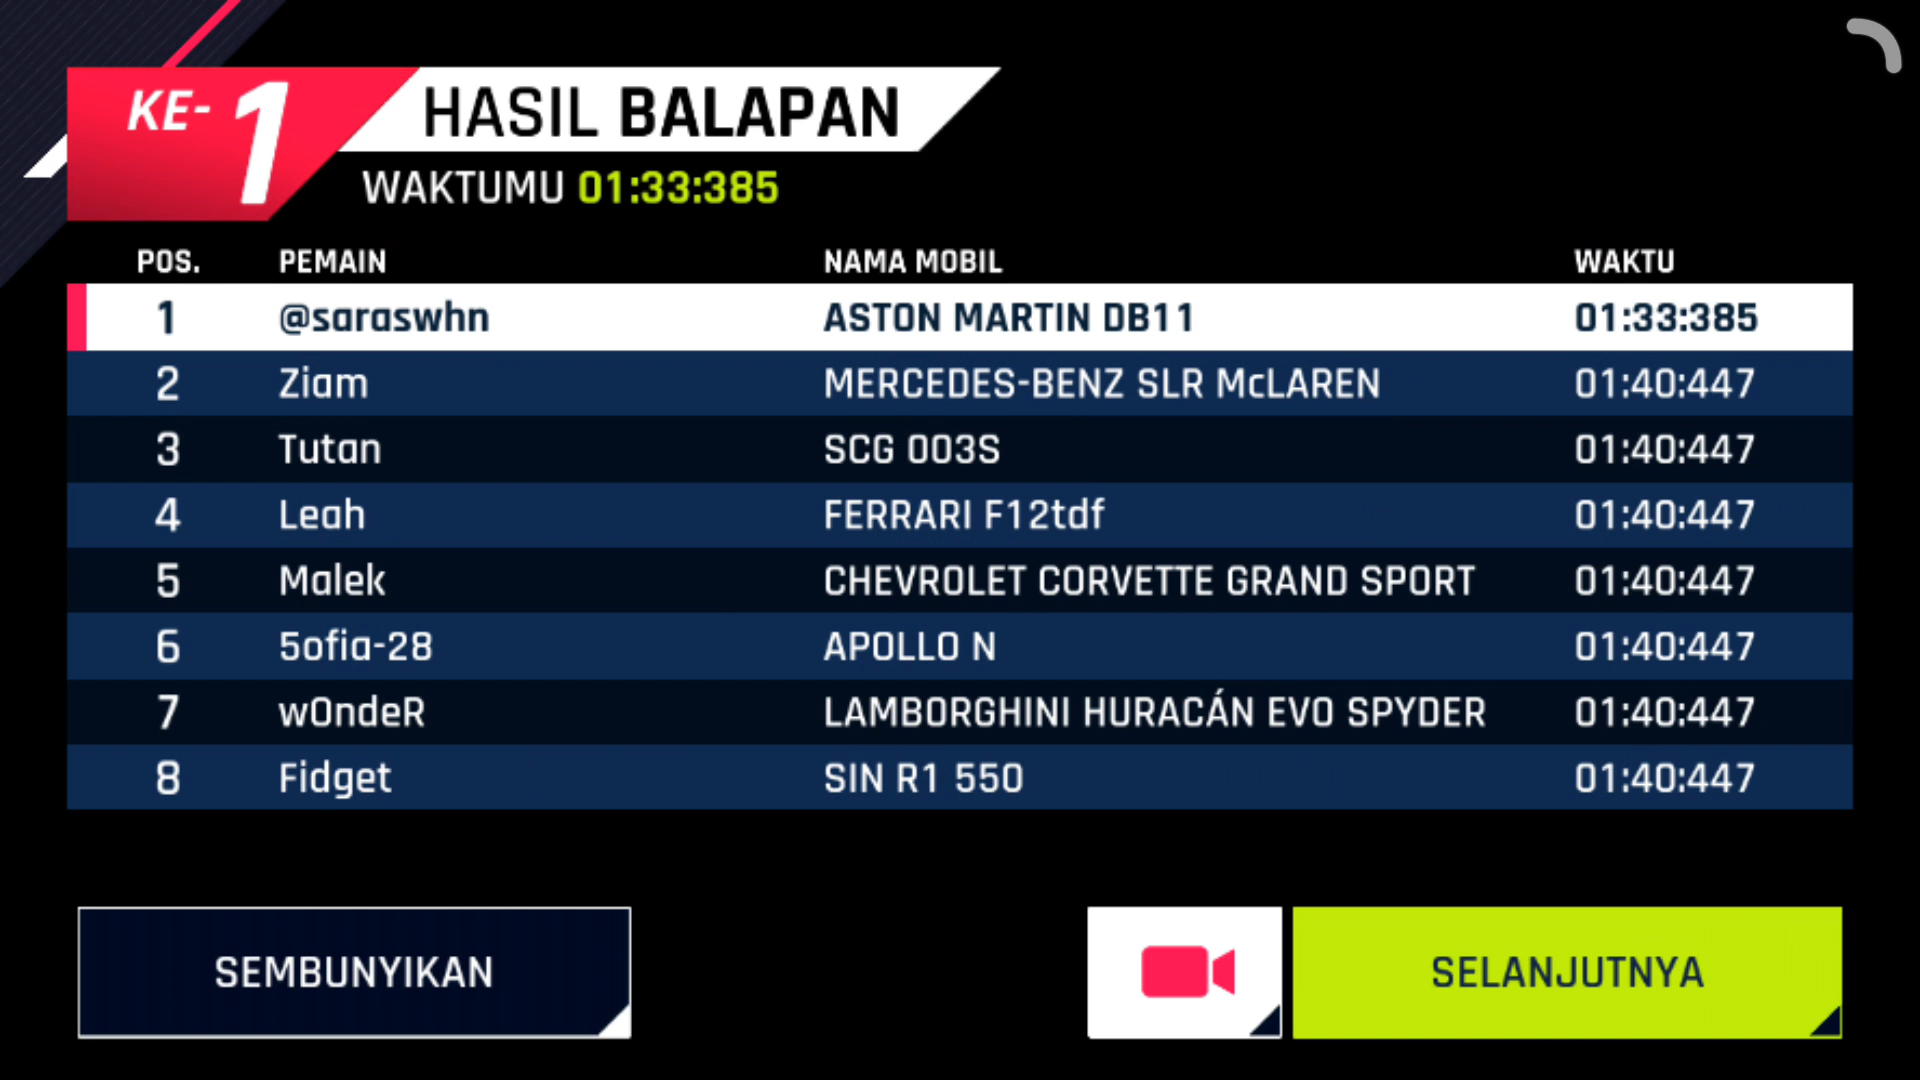 KE-1
HASIL BALAPAN
WAKTUMU 01:33:385
POS. PEMAIN NAMA MOBIL WAKTU
1 @saraswhn ASTON MARTIN DB11 01:33:385
2 Ziam MERCEDES-BENZ SLR McLAREN 01:40:447
3 Tutan SCG 003S 01:40:447
4 Leah FERRARI F12tdf 01:40:447
5 Malek CHEVROLET CORVETTE GRAND SPORT 01:40:447
6 5ofia-28 APOLLO N 01:40:447
7 w0ndeR LAMBORGHINI HURACÁN EVO SPYDER 01:40:447
8 Fidget SIN R1 550 01:40:447
SEMBUNYIKAN
SELANJUTNYA